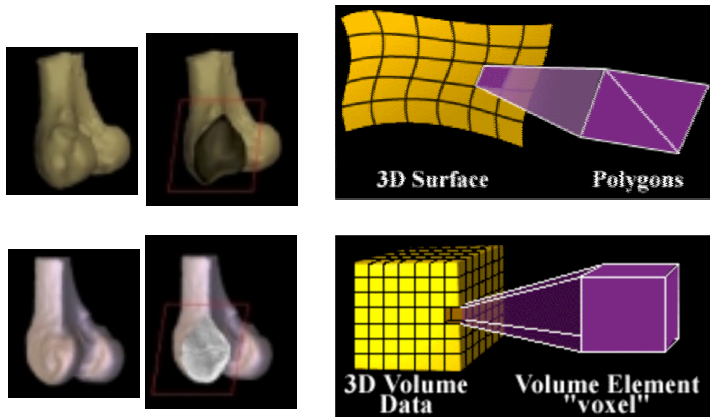 3D Surface
Polygons
3D Volume
Data
Volume Element
"voxel"